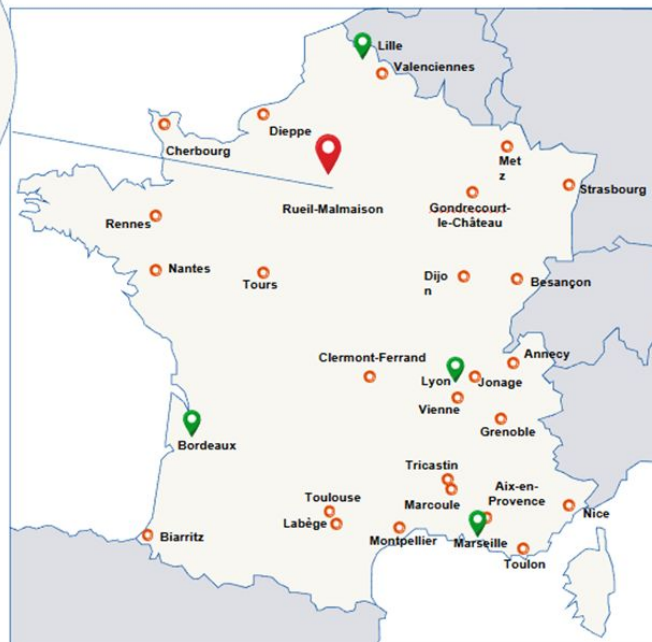 Lille
Valenciennes
Dieppe
Cherbourg
Met
z
Strasbourg
Rueil-Malmaison
Gondrecourt-
le-Château
Rennes
Nantes
Tours
Dijo
n
Besançon
Clermont-Ferrand
Annecy
Lyon
Jonage
Vienne
Grenoble
Bordeaux
Tricastin
Marcoule
Aix-en-
Provence
Toulouse
Labège
Nice
Biarritz
Montpellier
Marseille
Toulon